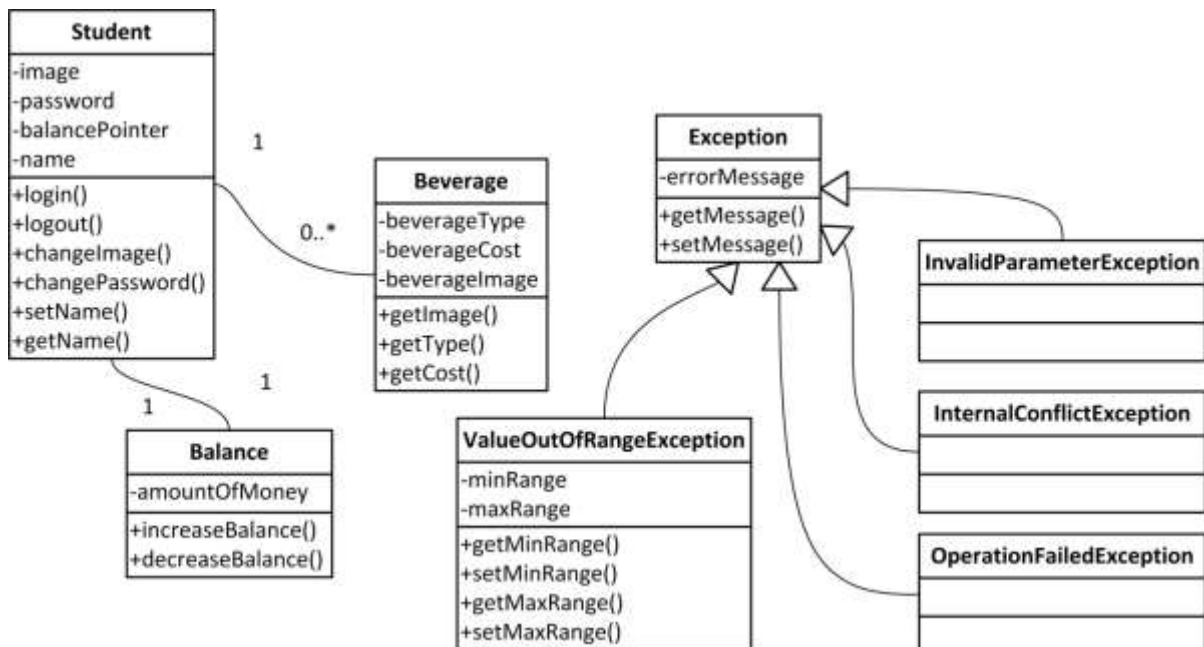 Student
-image
-password
-balancePointer
-name
+login()
+logout()
+changeImage()
+changePassword()
+setName()
+getName()
1
0..*
Beverage
-beverageType
-beverageCost
-beverageImage
+getImage()
+getType()
+getCost()
1
1
Balance
-amountOfMoney
+increaseBalance()
+decreaseBalance()
Exception
-errorMessage
+getMessage()
+setMessage()
ValueOutOfRangeException
-minRange
-maxRange
+getMinRange()
+setMinRange()
+getMaxRange()
+setMaxRange()
InvalidParameterException
InternalConflictException
OperationFailedException